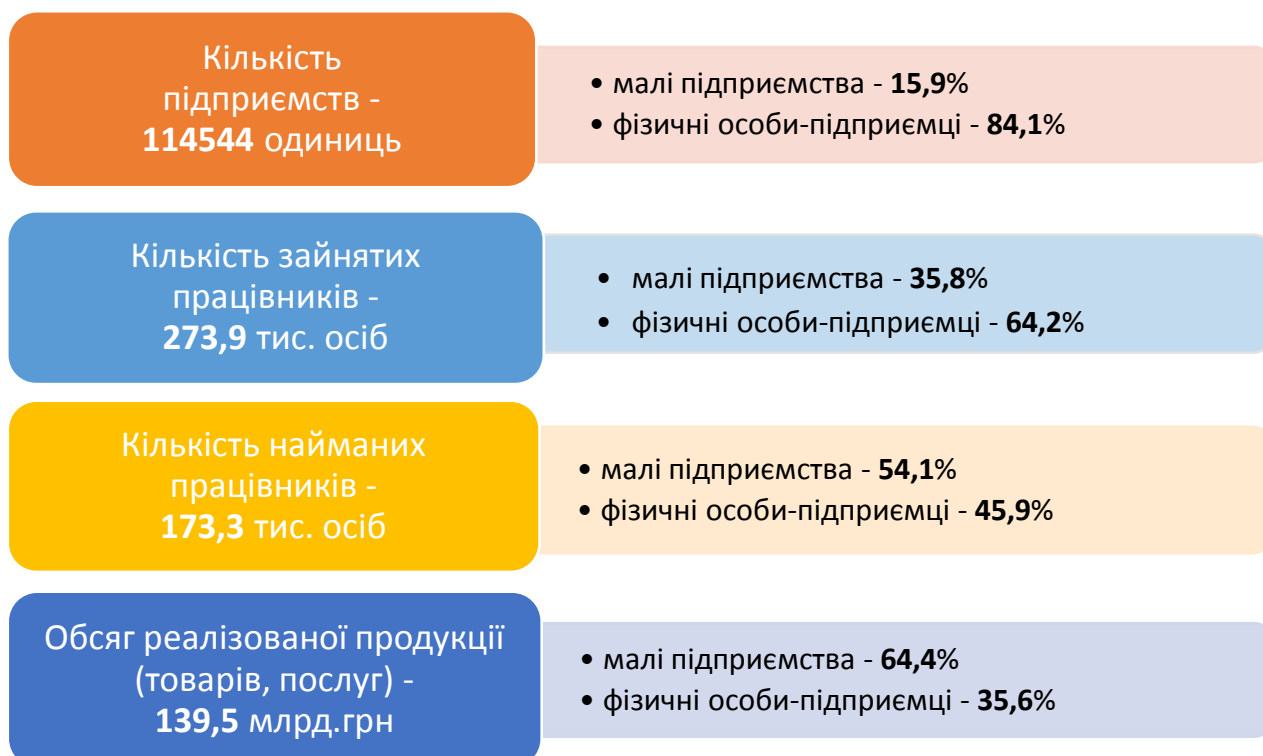 Кількість
підприємств -
114544 одиниць
• малі підприємства - 15,9%
• фізичні особи-підприємці - 84,1%
Кількість зайнятих
працівників -
273,9 тис. осіб
• малі підприємства - 35,8%
• фізичні особи-підприємці - 64,2%
Кількість найманих
працівників -
173,3 тис. осіб
• малі підприємства - 54,1%
• фізичні особи-підприємці - 45,9%
Обсяг реалізованої продукції
(товарів, послуг) -
139,5 млрд.грн
• малі підприємства - 64,4%
• фізичні особи-підприємці - 35,6%